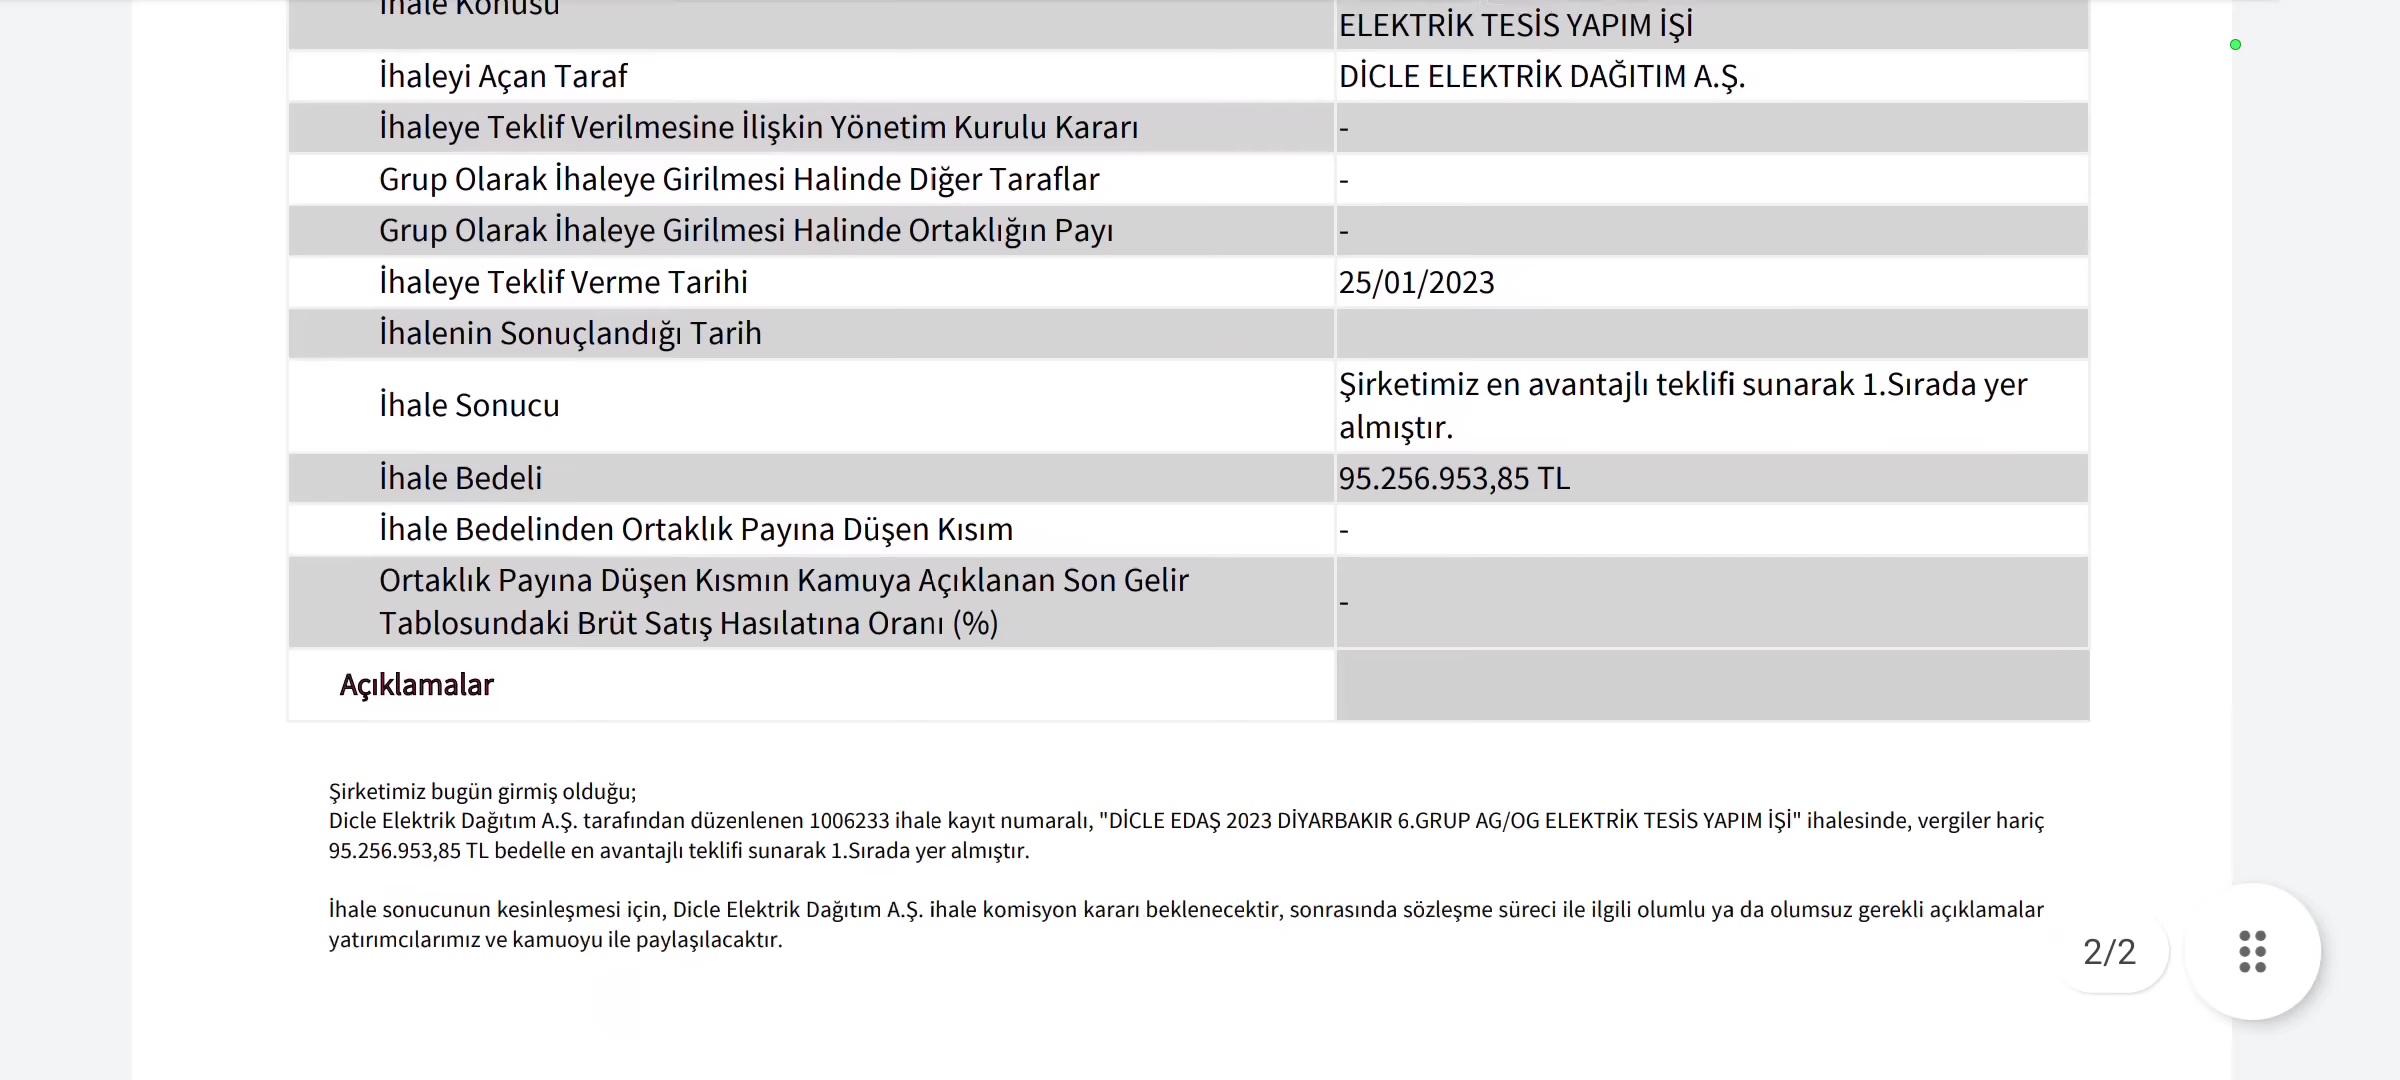 İhale Konusu
ELEKTRİK TESİS YAPIM İŞİ
İhaleyi Açan Taraf
DİCLE ELEKTRİK DAĞITIM A.Ş.
İhaleye Teklif Verilmesine İlişkin Yönetim Kurulu Kararı
-
Grup Olarak İhaleye Girilmesi Halinde Diğer Taraflar
-
Grup Olarak İhaleye Girilmesi Halinde Ortaklığın Payı
-
İhaleye Teklif Verme Tarihi
25/01/2023
İhalenin Sonuçlandığı Tarih
İhale Sonucu
Şirketimiz en avantajlı teklifi sunarak 1.Sırada yer
almıştır.
İhale Bedeli
95.256.953,85 TL
İhale Bedelinden Ortaklık Payına Düşen Kısım
-
Ortaklık Payına Düşen Kısmın Kamuya Açıklanan Son Gelir
Tablosundaki Brüt Satış Hasılatına Oranı (%)
-
Açıklamalar
Şirketimiz bugün girmiş olduğu;
Dicle Elektrik Dağıtım A.Ş. tarafından düzenlenen 1006233 ihale kayıt numaralı, "DİCLE EDAŞ 2023 DİYARBAKIR 6.GRUP AG/OG ELEKTRİK TESİS YAPIM İŞİ" ihalesinde, vergiler hariç
95.256.953,85 TL bedelle en avantajlı teklifi sunarak 1.Sırada yer almıştır.
İhale sonucunun kesinleşmesi için, Dicle Elektrik Dağıtım A.Ş. ihale komisyon kararı beklenecektir, sonrasında sözleşme süreci ile ilgili olumlu ya da olumsuz gerekli açıklamalar
yatırımcılarımız ve kamuoyu ile paylaşılacaktır.
2/2